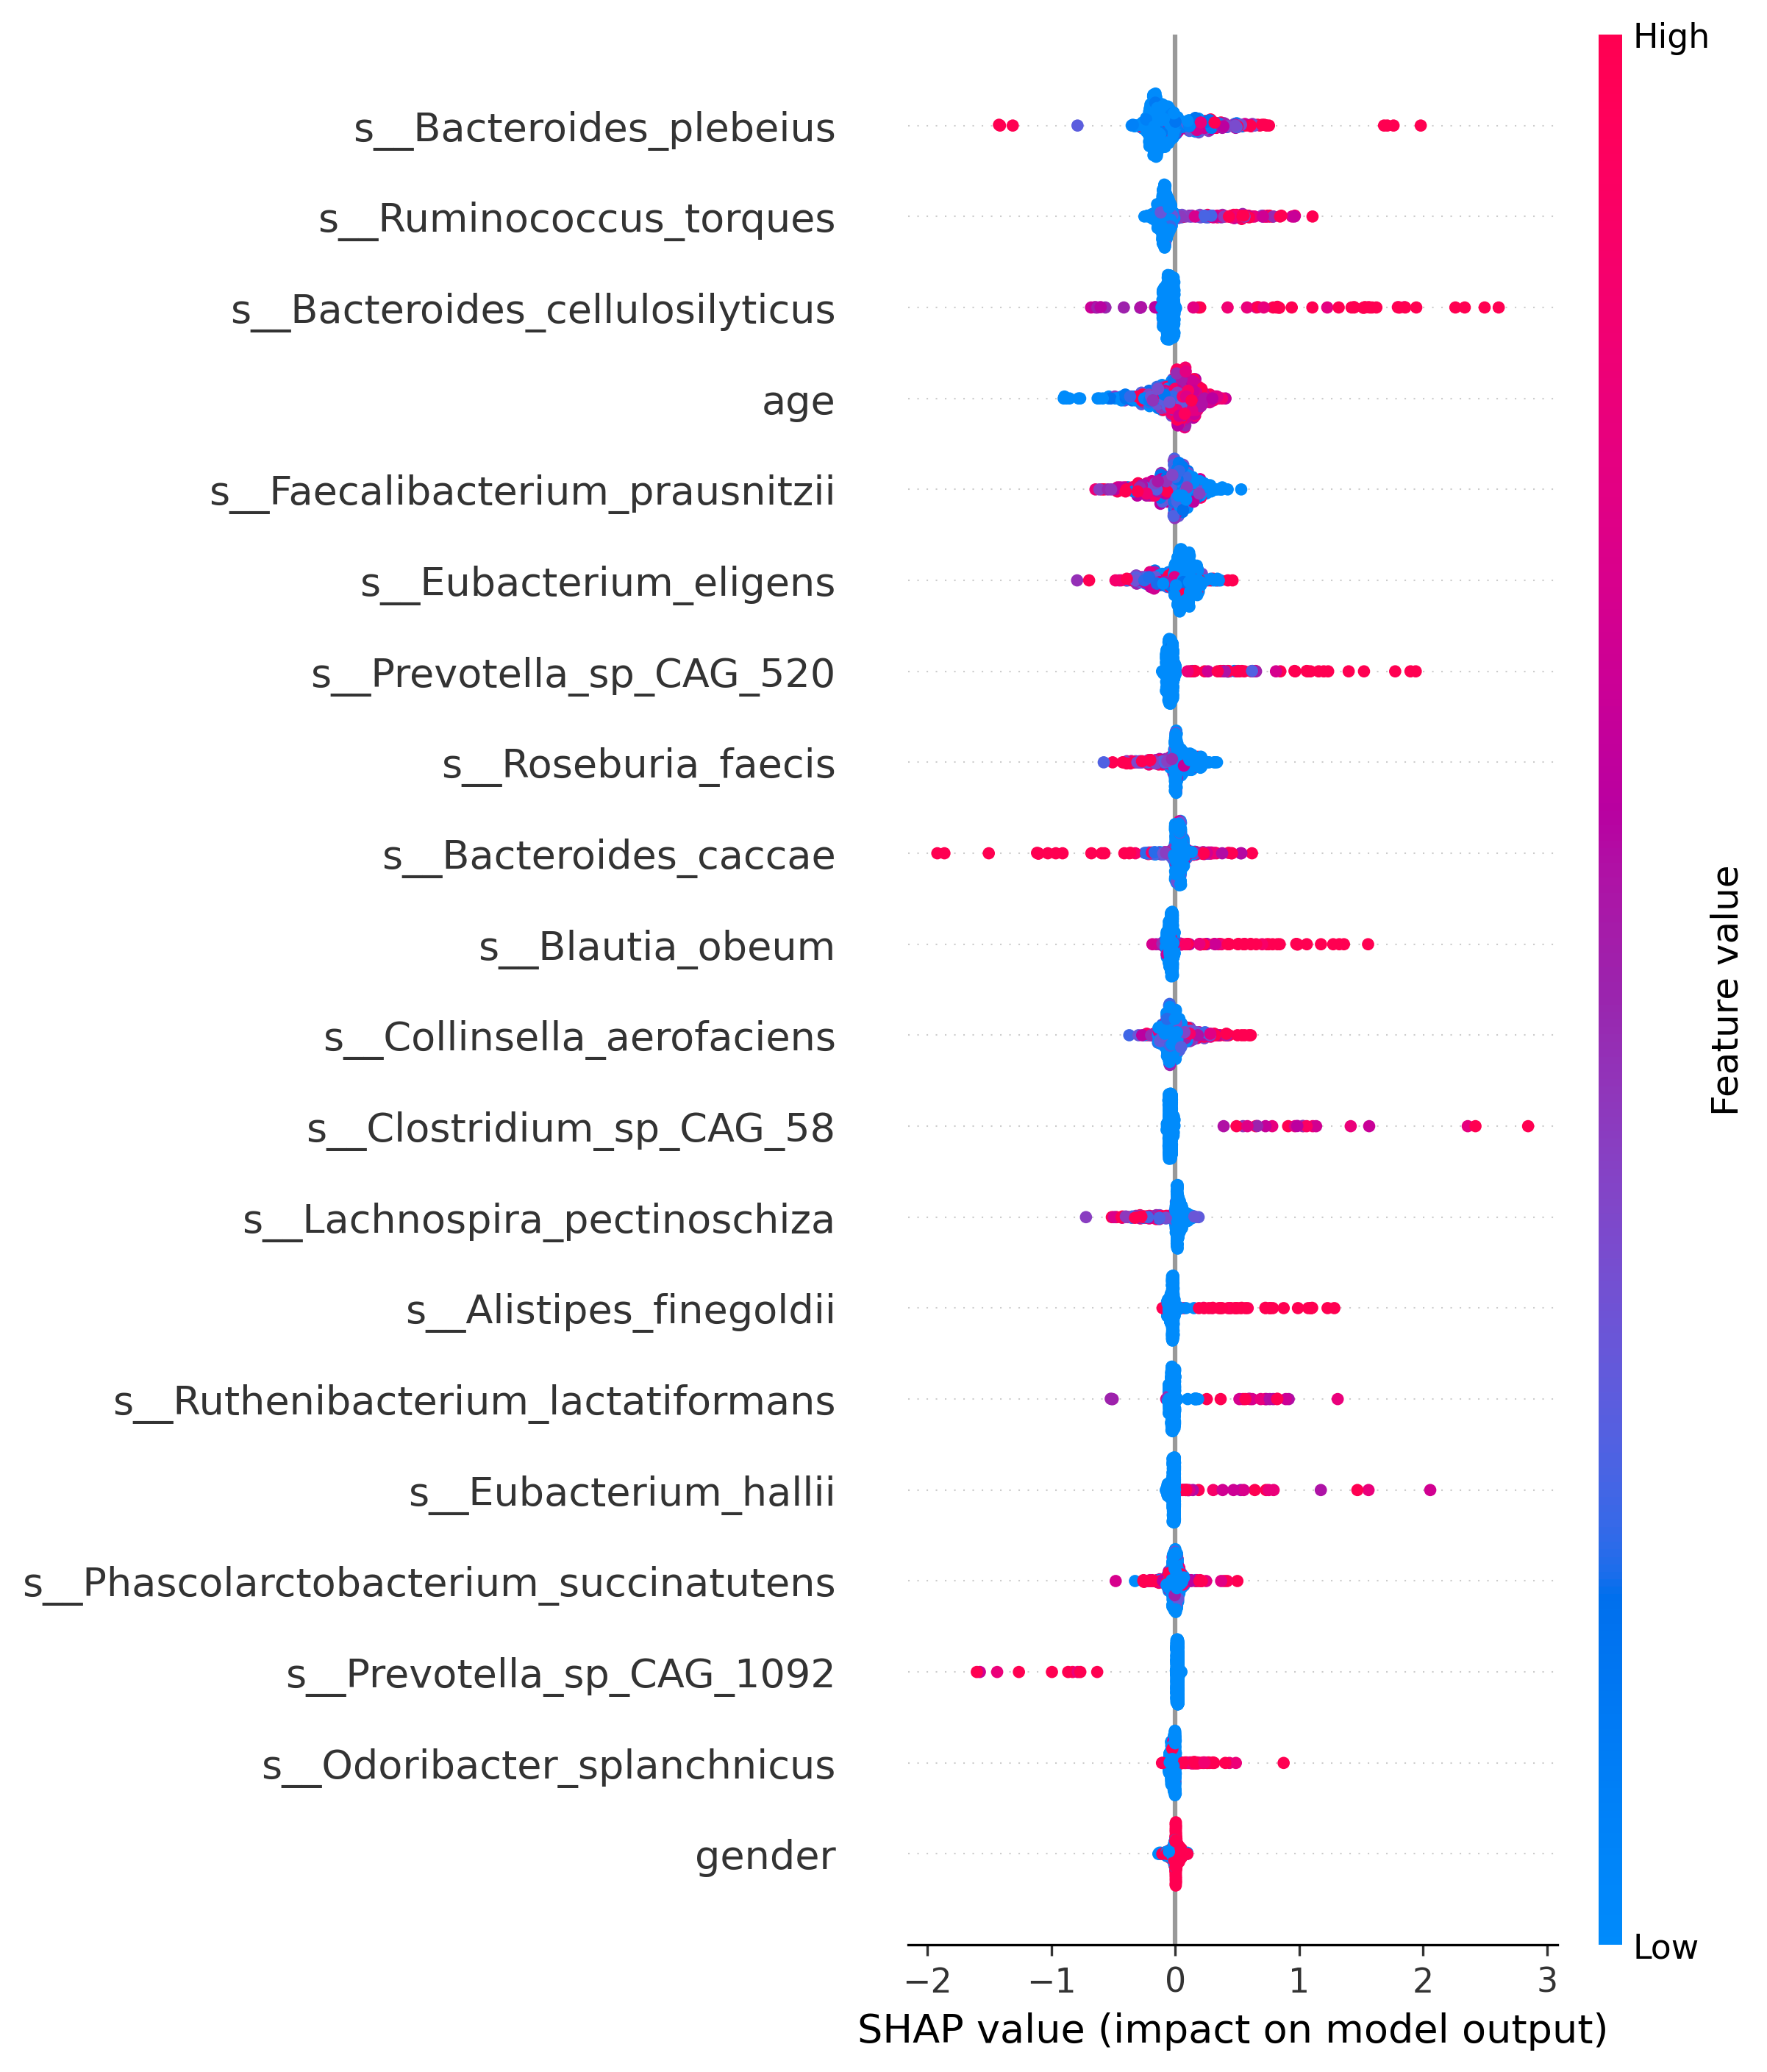 High
s__Bacteroides_plebeius
s__Ruminococcus_torques
s__Bacteroides_cellulosilyticus
age
s__Faecalibacterium_prausnitzii
s__Eubacterium_eligens
s__Prevotella_sp_CAG_520
s__Roseburia_faecis
s__Bacteroides_caccae
s__Blautia_obeum
s__Collinsella_aerofaciens
s__Clostridium_sp_CAG_58
s__Lachnospira_pectinoschiza
s__Alistipes_finegoldii
s__Ruthenibacterium_lactatiformans
s__Eubacterium_hallii
s__Phascolarctobacterium_succinatutens
s__Prevotella_sp_CAG_1092
s__Odoribacter_splanchnicus
gender
Feature value
Low
−2 −1 0 1 2 3
SHAP value (impact on model output)